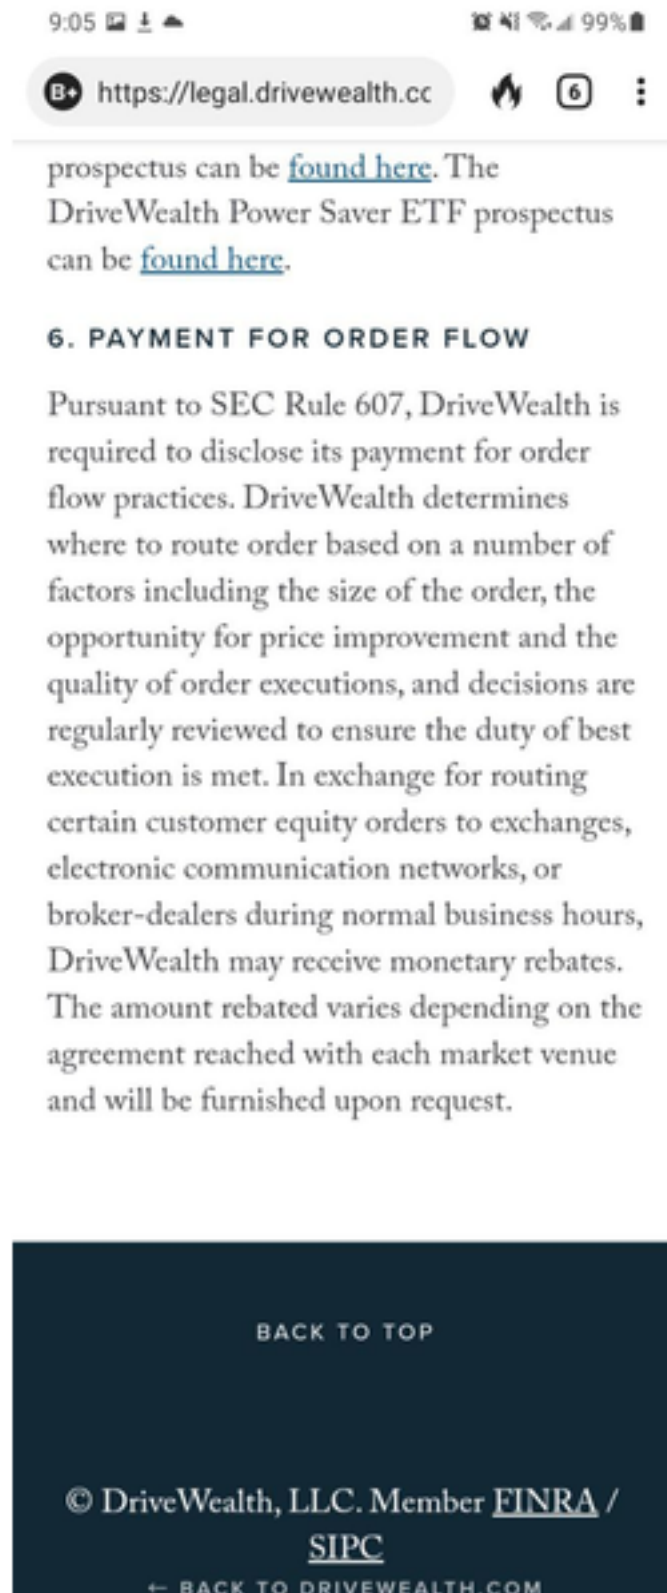 9:05 99%
B+ https://legal.drivewealth.cc 6
prospectus can be found here. The
DriveWealth Power Saver ETF prospectus
can be found here.
6. PAYMENT FOR ORDER FLOW
Pursuant to SEC Rule 607, DriveWealth is
required to disclose its payment for order
flow practices. DriveWealth determines
where to route order based on a number of
factors including the size of the order, the
opportunity for price improvement and the
quality of order executions, and decisions are
regularly reviewed to ensure the duty of best
execution is met. In exchange for routing
certain customer equity orders to exchanges,
electronic communication networks, or
broker-dealers during normal business hours,
DriveWealth may receive monetary rebates.
The amount rebated varies depending on the
agreement reached with each market venue
and will be furnished upon request.
BACK TO TOP
© DriveWealth, LLC. Member FINRA /
SIPC
← BACK TO DRIVEWEALTH.COM